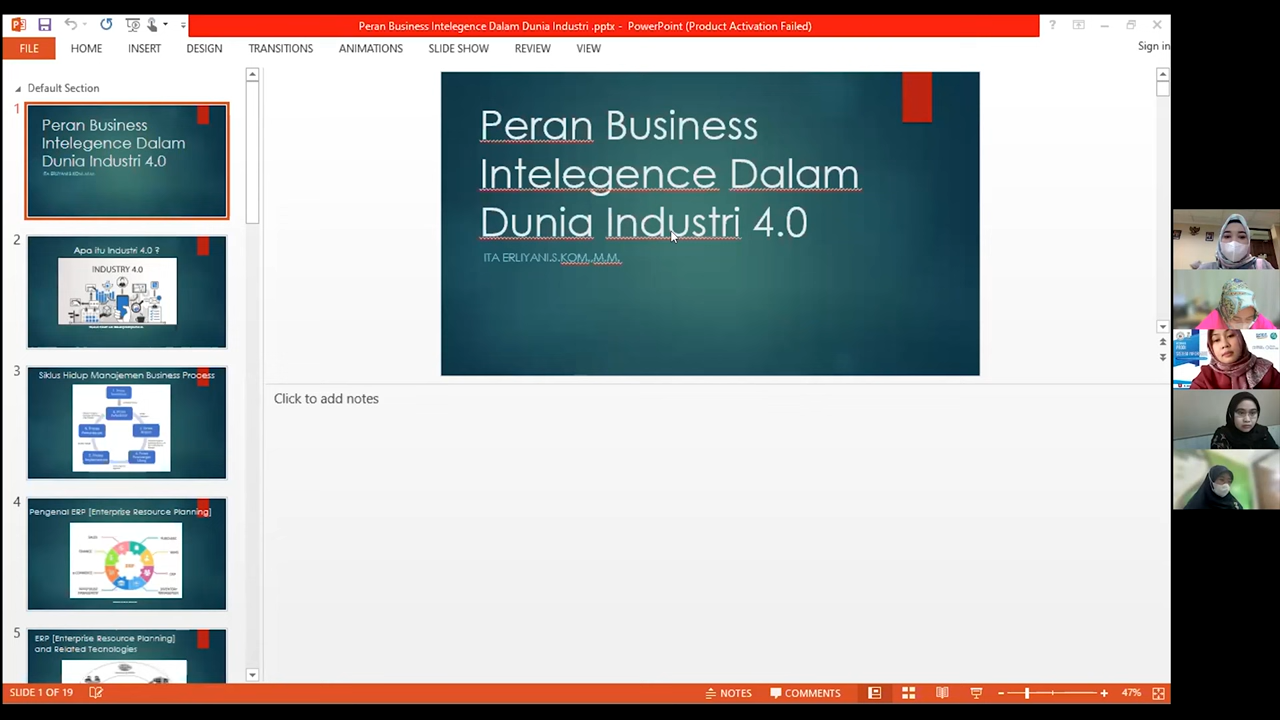 Peran Business Intelegence Dalam Dunia Industri .pptx - PowerPoint (Product Activation Failed)
FILE HOME INSERT DESIGN TRANSITIONS ANIMATIONS SLIDE SHOW REVIEW VIEW
Sign in
Default Section
1
Peran Business
Intelegence Dalam
Dunia Industri 4.0
2
Apa itu Industri 4.0 ?
INDUSTRY 4.0
3
Siklus Hidup Manajemen Business Process
4
Pengenal ERP [Enterprise Resource Planning]
5
ERP [Enterprise Resource Planning]
and Related Tecnologies
Peran Business
Intelegence Dalam
Dunia Industri 4.0
ITA ERLIYANI.S.KOM.,M.M,
Click to add notes
SLIDE 1 OF 19
NOTES COMMENTS 47%